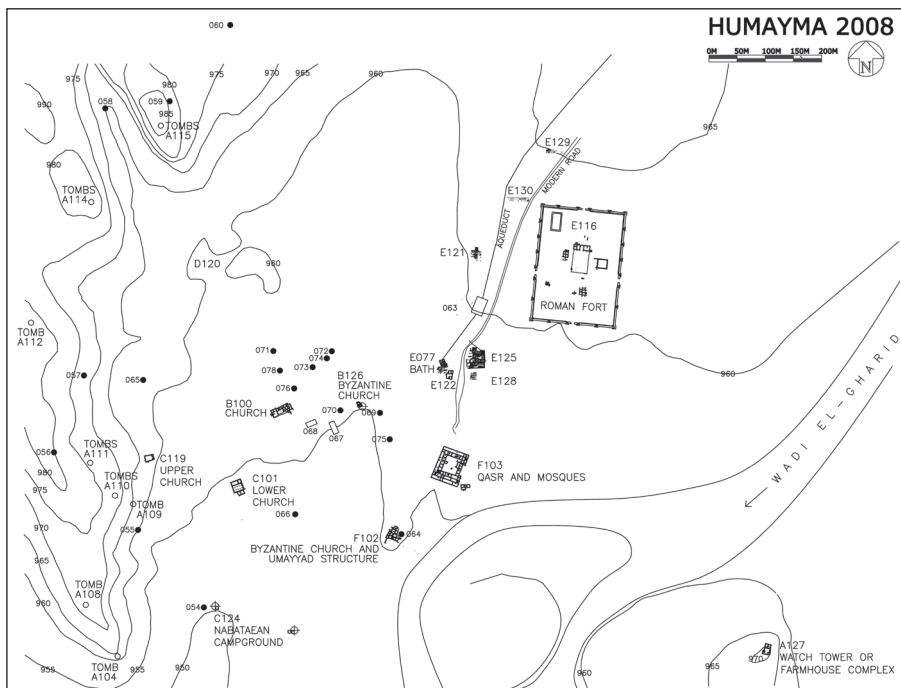 HUMAYMA 2008
0M 50M 100M 150M 200M
N
060
975
980
975
970
965
960
990
058
059
985
TOMBS
A115
965
E129
MODERN ROAD
980
TOMBS
A114
E130
AQUEDUCT
E116
E121
D120
960
063
ROMAN FORT
TOMB
A112
071
072
074
073
078
E077
BATH
E125
E122
E128
960
057
065
076
B126
BYZANTINE
CHURCH
B100
CHURCH
070
069
068
067
075
WADI EL-GHARID
056
980
975
TOMBS
A111
C119
UPPER
CHURCH
TOMBS
A110
TOMB
A109
C101
LOWER
CHURCH
F103
QASR AND MOSQUES
970
055
066
F102
064
BYZANTINE CHURCH AND
UMAYYAD STRUCTURE
965
960
TOMB
A108
054
C124
NABATAEAN
CAMPGROUND
955
TOMB
A104
955
950
960
965
970
A127
WATCH TOWER OR
FARMHOUSE COMPLEX